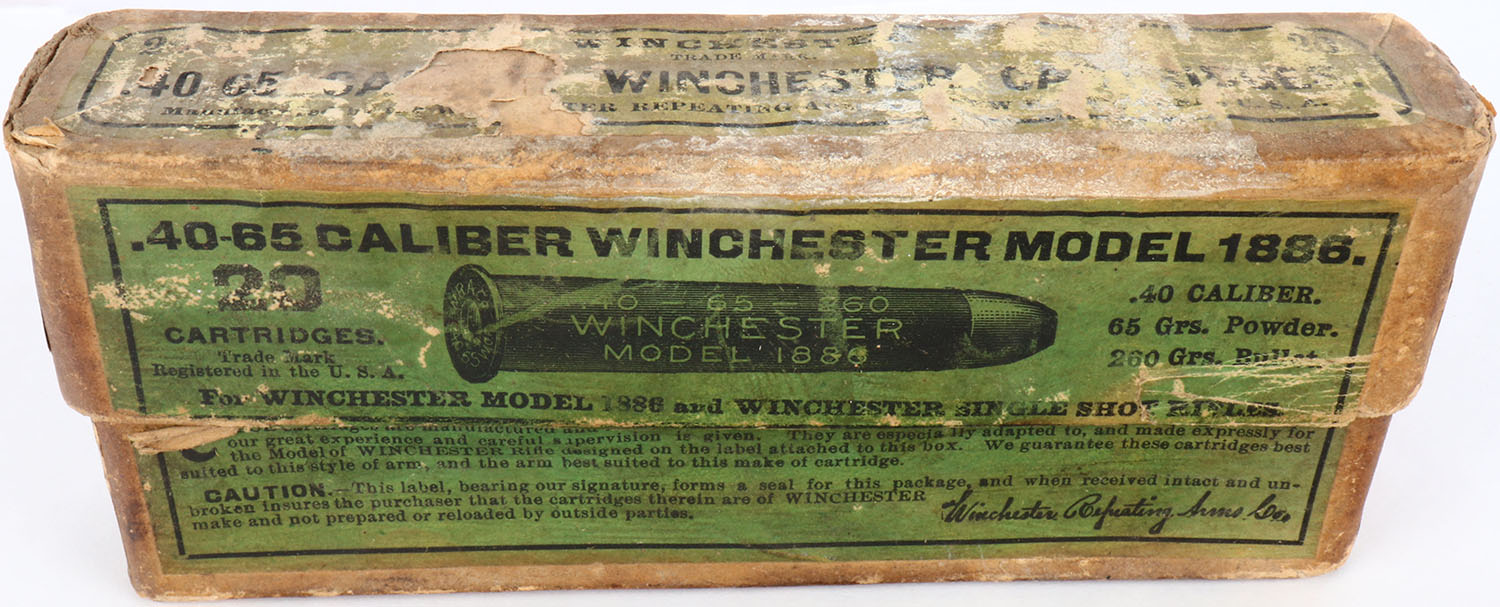 WINCHESTER
TRADE MARK.
.40-65 WINCHESTER
REPEATING U.S.A.
.40-65 CALIBER WINCHESTER MODEL 1886.
20
CARTRIDGES.
Trade Mark
Registered in the U. S. A.
W.R.A.Co.
40-65-260
WINCHESTER
MODEL 1886
.40 CALIBER.
65 Grs. Powder.
260 Grs. Bullet.
For WINCHESTER MODEL 1886 and WINCHESTER SINGLE SHOT RIFLES.
manufactured
our great experience and careful supervision is given. They are especially adapted to, and made expressly for
the Model of WINCHESTER Rifle designed on the label attached to this box. We guarantee these cartridges best
suited to this style of arm, and the arm best suited to this make of cartridge.
CAUTION.—This label, bearing our signature, forms a seal for this package, and when received intact and un-
broken insures the purchaser that the cartridges therein are of WINCHESTER
make and not prepared or reloaded by outside parties.
Winchester Repeating Arms Co.